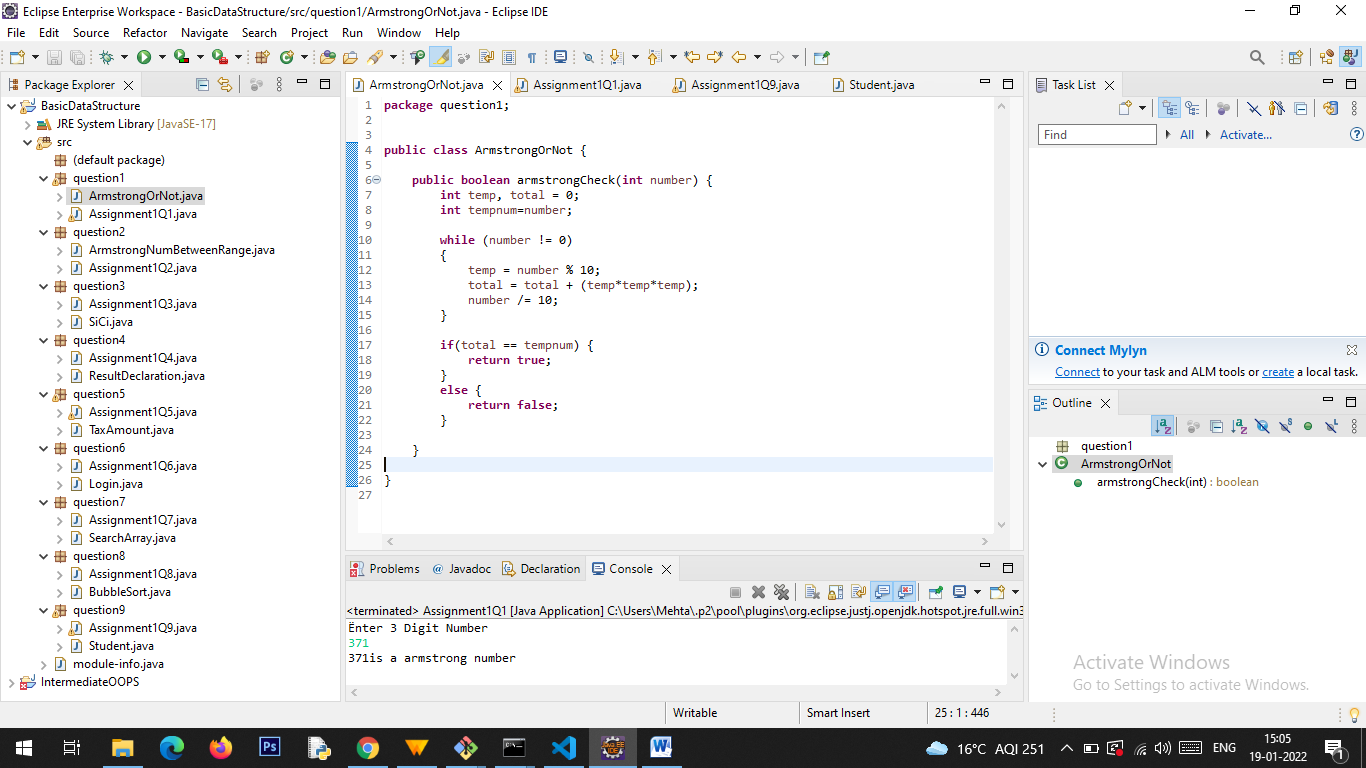 Eclipse Enterprise Workspace - BasicDataStructure/src/question1/ArmstrongOrNot.java - Eclipse IDE
File Edit Source Refactor Navigate Search Project Run Window Help
Package Explorer
BasicDataStructure
JRE System Library [JavaSE-17]
src
(default package)
question1
ArmstrongOrNot.java
Assignment1Q1.java
question2
ArmstrongNumBetweenRange.java
Assignment1Q2.java
question3
Assignment1Q3.java
SiCi.java
question4
Assignment1Q4.java
ResultDeclaration.java
question5
Assignment1Q5.java
TaxAmount.java
question6
Assignment1Q6.java
Login.java
question7
Assignment1Q7.java
SearchArray.java
question8
Assignment1Q8.java
BubbleSort.java
question9
Assignment1Q9.java
Student.java
module-info.java
IntermediateOOPS
ArmstrongOrNot.java Assignment1Q1.java Assignment1Q9.java Student.java
1 package question1;
2
3
4 public class ArmstrongOrNot {
5
6 public boolean armstrongCheck(int number) {
7 int temp, total = 0;
8 int tempnum=number;
9
10 while (number != 0)
11 {
12 temp = number % 10;
13 total = total + (temp*temp*temp);
14 number /= 10;
15 }
16
17 if(total == tempnum) {
18 return true;
19 }
20 else {
21 return false;
22 }
23
24 }
25
26 }
27
Problems @ Javadoc Declaration Console
<terminated> Assignment1Q1 [Java Application] C:\Users\Mehta\.p2\pool\plugins\org.eclipse.justj.openjdk.hotspot.jre.full.win3
Enter 3 Digit Number
371
371is a armstrong number
Task List
Find All Activate...
Connect Mylyn
Connect to your task and ALM tools or create a local task.
Outline
question1
ArmstrongOrNot
armstrongCheck(int) : boolean
Activate Windows
Go to Settings to activate Windows.
Writable Smart Insert 25 : 1 : 446
16°C AQI 251 ENG 15:05
19-01-2022
1